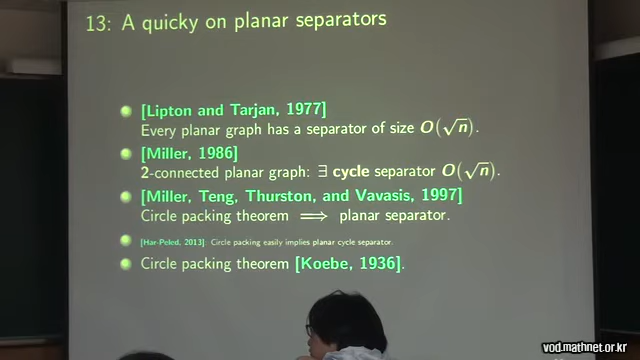 13: A quicky on planar separators
[Lipton and Tarjan, 1977]
Every planar graph has a separator of size O(√n).
[Miller, 1986]
2-connected planar graph: ∃ cycle separator O(√n).
[Miller, Teng, Thurston, and Vavasis, 1997]
Circle packing theorem ⟹ planar separator.
[Har-Peled, 2013]: Circle packing easily implies planar cycle separator.
Circle packing theorem [Koebe, 1936].
vod.mathnet.or.kr